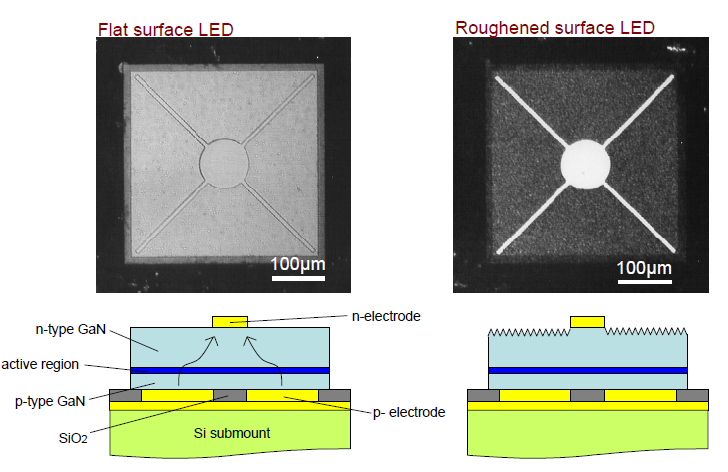 Flat surface LED
Roughened surface LED
100µm
100µm
n-electrode
n-type GaN
active region
p-type GaN
p- electrode
SiO2
Si submount